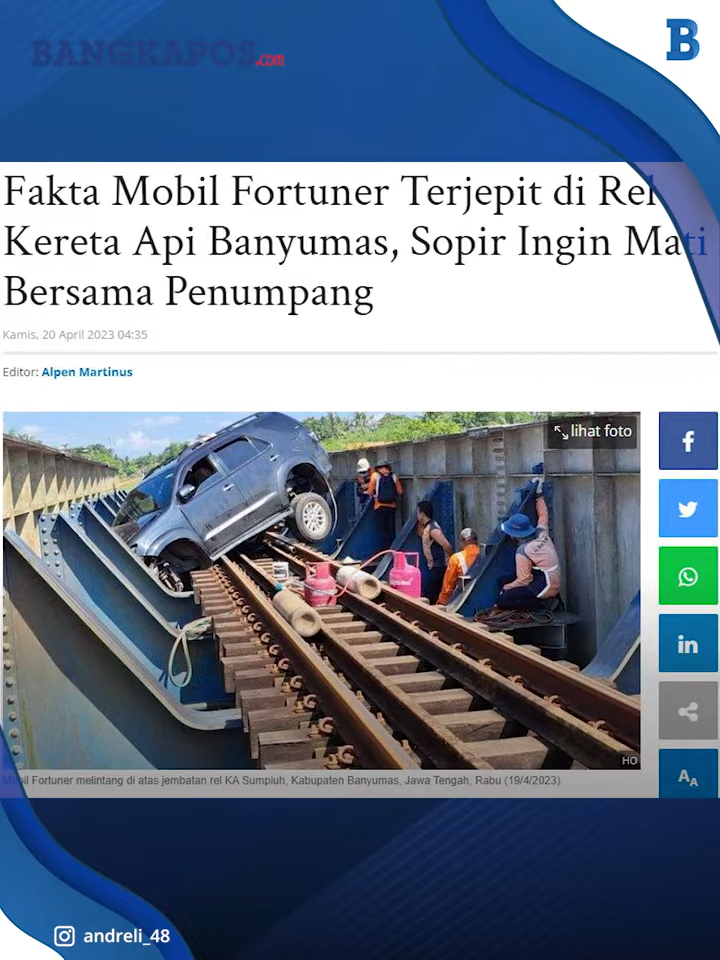 BANGKAPOS.com
B
Fakta Mobil Fortuner Terjepit di Rel
Kereta Api Banyumas, Sopir Ingin Mati
Bersama Penumpang
Kamis, 20 April 2023 04:35
Editor: Alpen Martinus
lihat foto
HO
Mobil Fortuner melintang di atas jembatan rel KA Sumpiuh, Kabupaten Banyumas, Jawa Tengah, Rabu (19/4/2023).
f
in
AA
andreli_48